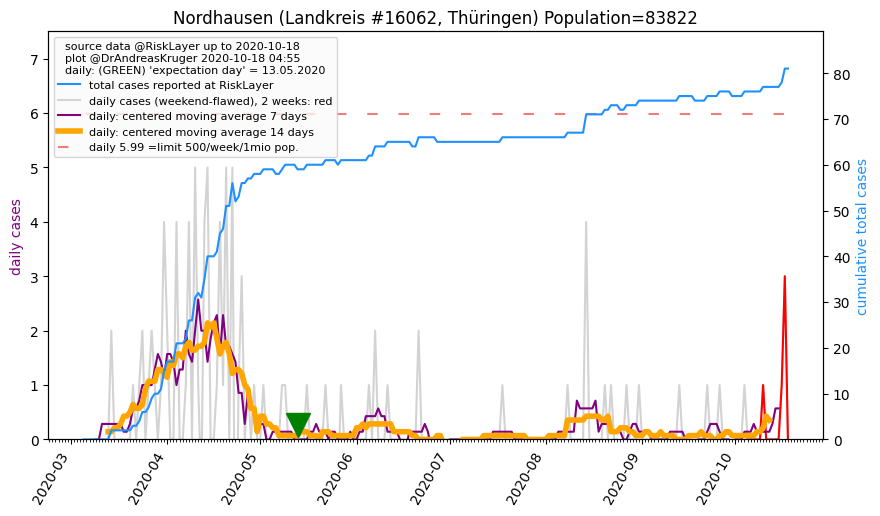 Nordhausen (Landkreis #16062, Thüringen) Population=83822
source data @RiskLayer up to 2020-10-18
plot @DrAndreasKruger 2020-10-18 04:55
daily: (GREEN) 'expectation day' = 13.05.2020
total cases reported at RiskLayer
daily cases (weekend-flawed), 2 weeks: red
daily: centered moving average 7 days
daily: centered moving average 14 days
daily 5.99 =limit 500/week/1mio pop.
daily cases
7
6
5
4
3
2
1
0
80
70
60
50
40
30
20
10
0
cumulative total cases
2020-03
2020-04
2020-05
2020-06
2020-07
2020-08
2020-09
2020-10